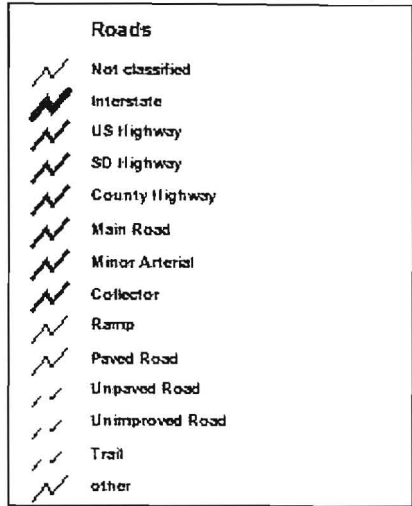 Roads
Not classified
Interstate
US Highway
SD Highway
County Highway
Main Road
Minor Arterial
Collector
Ramp
Paved Road
Unpaved Road
Unimproved Road
Trail
other